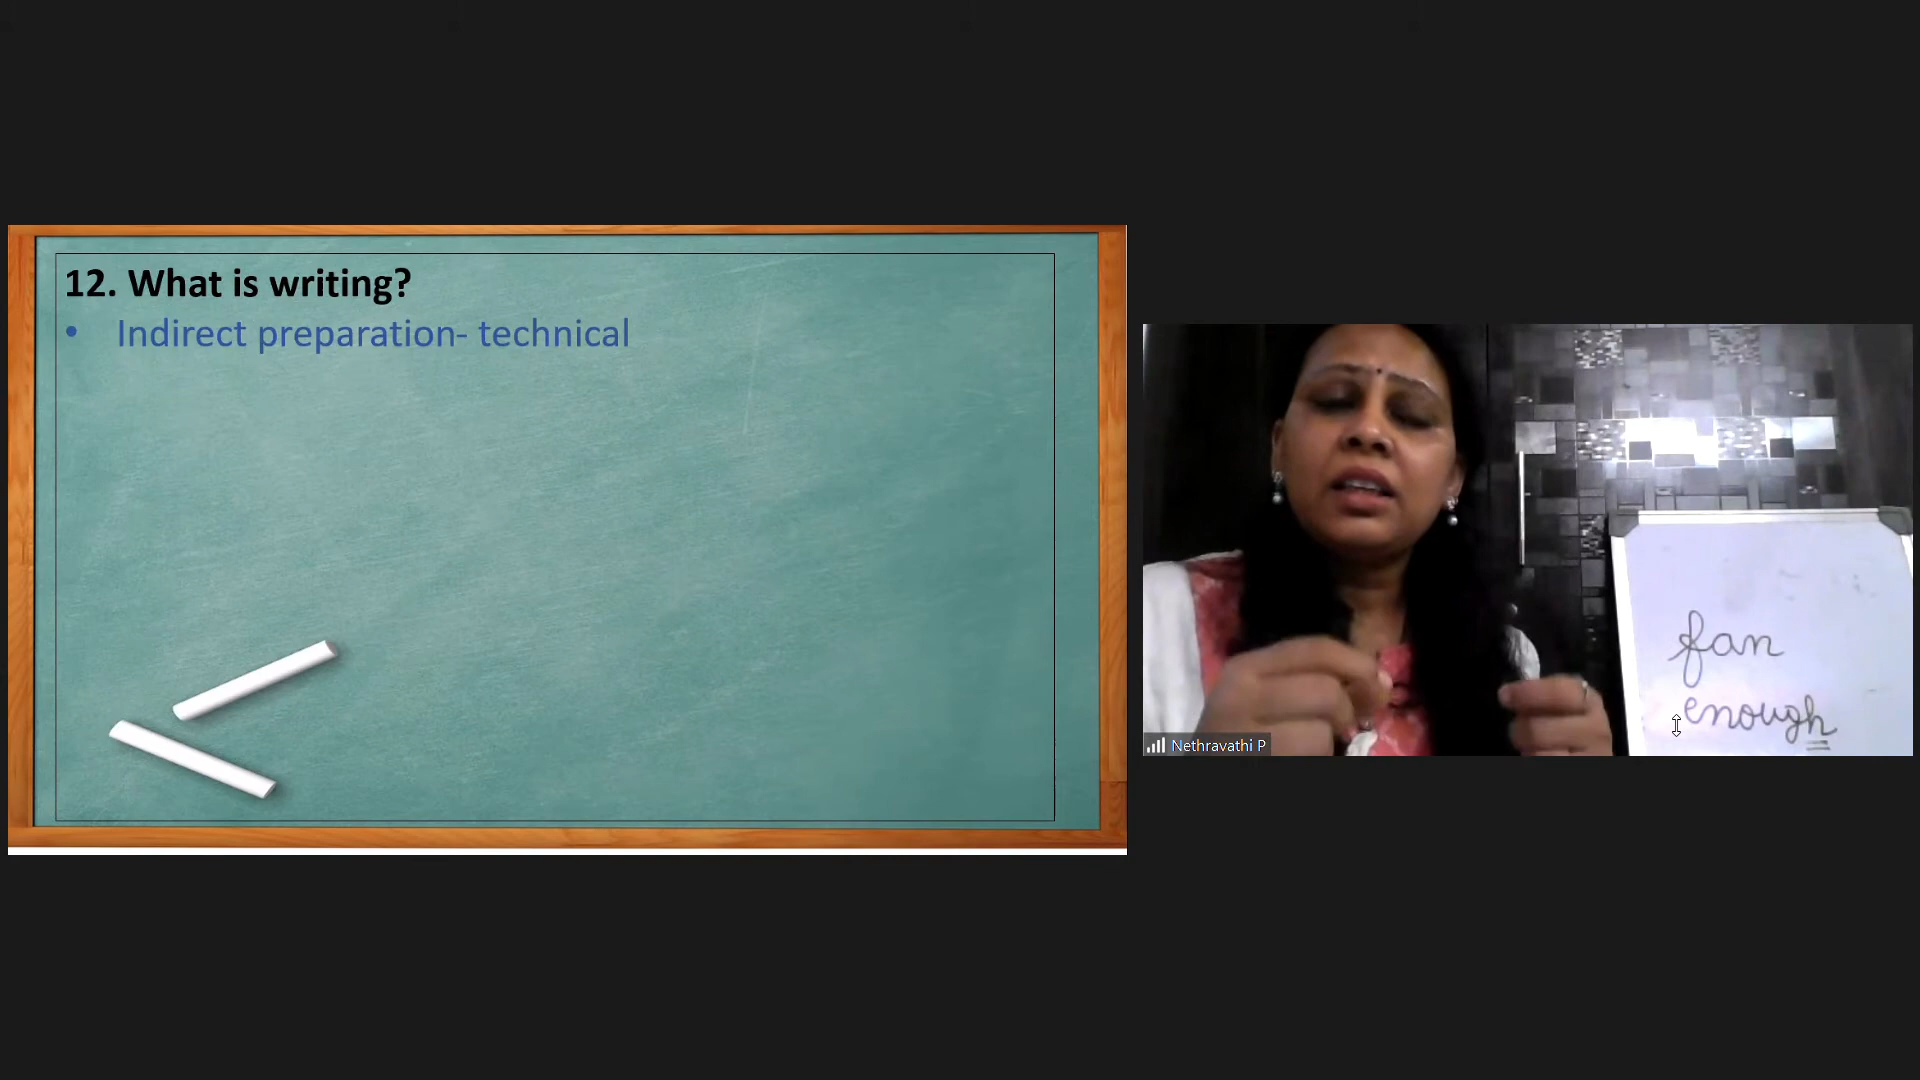 12. What is writing?
• Indirect preparation- technical
fan
enough
Nethravathi P